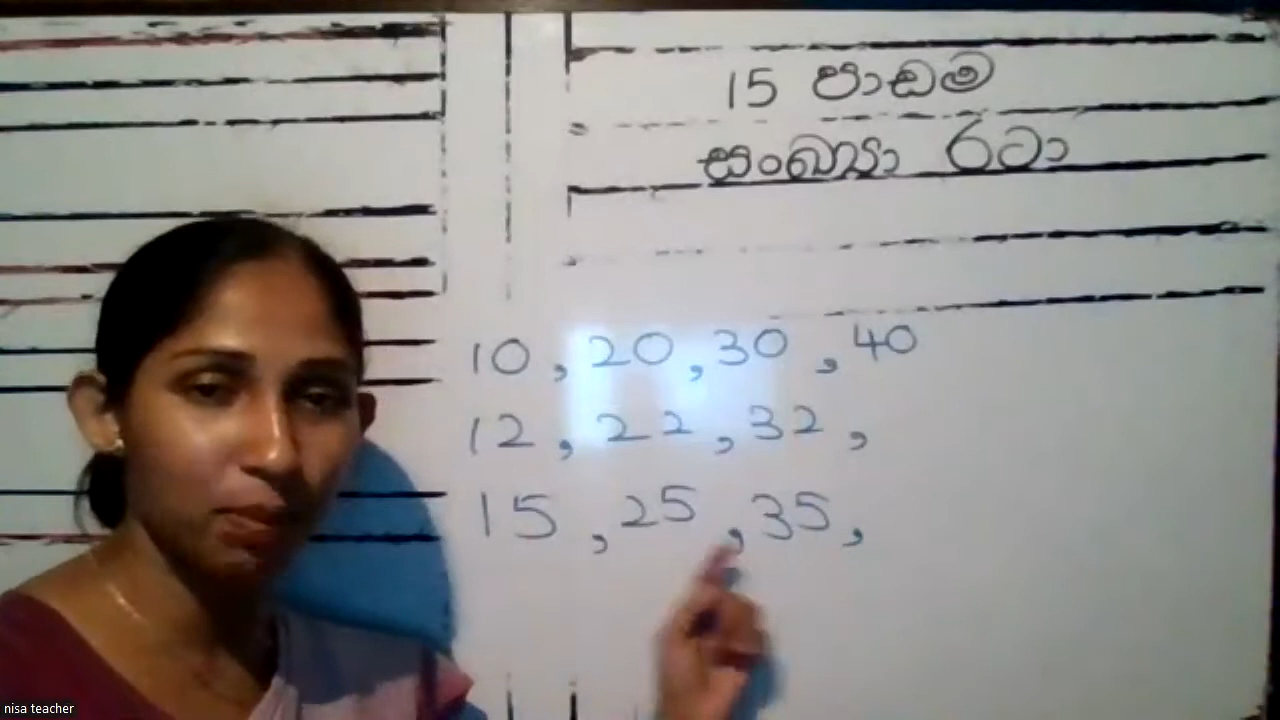 15 පාඩම
සංඛ්‍යා රටා
10, 20, 30, 40
12, 22, 32,
15, 25, 35,
nisa teacher